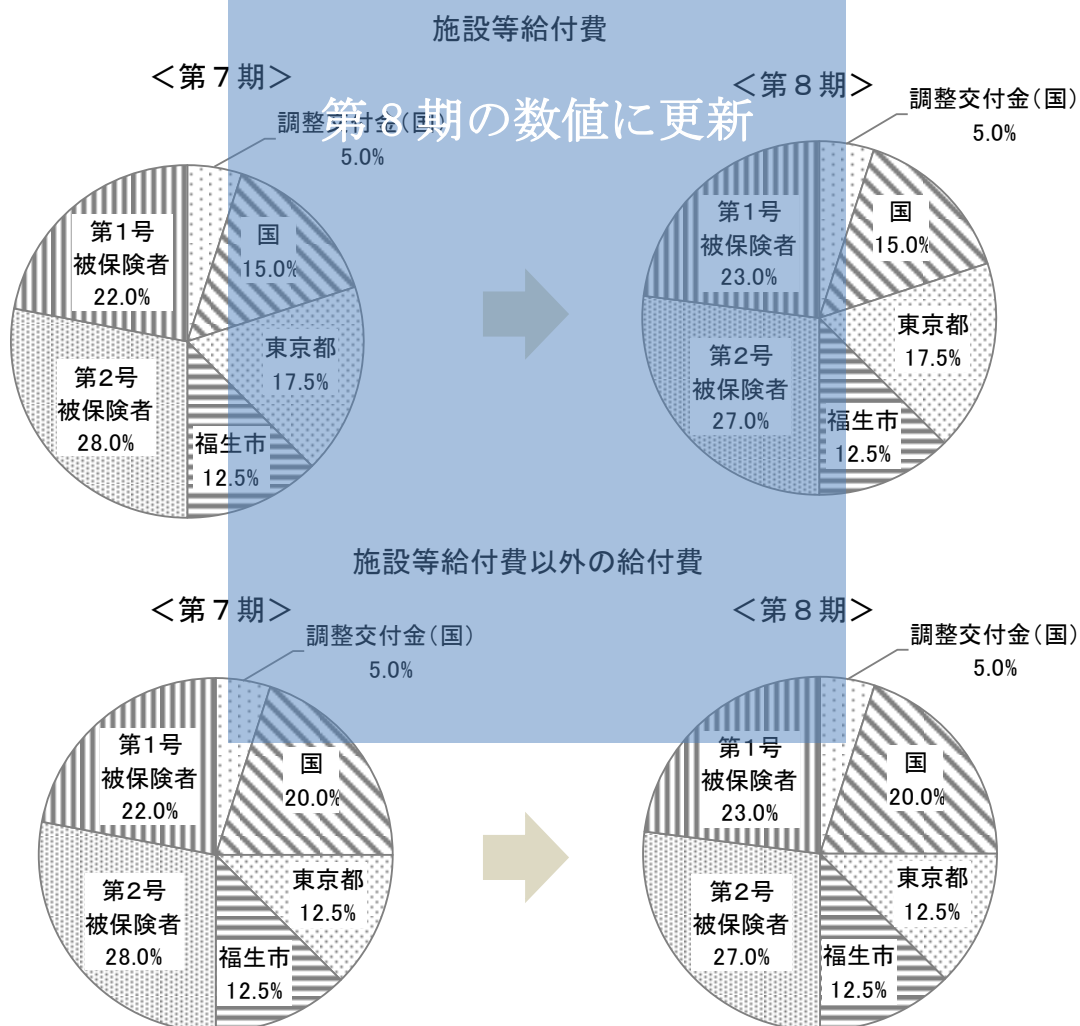 施設等給付費
＜第７期＞
＜第８期＞
第８期の数値に更新
調整交付金(国)
5.0%
国
15.0%
東京都
17.5%
福生市
12.5%
第2号
被保険者
28.0%
第1号
被保険者
22.0%
調整交付金(国)
5.0%
国
15.0%
東京都
17.5%
福生市
12.5%
第2号
被保険者
27.0%
第1号
被保険者
23.0%
施設等給付費以外の給付費
＜第７期＞
＜第８期＞
調整交付金(国)
5.0%
国
20.0%
東京都
12.5%
福生市
12.5%
第2号
被保険者
28.0%
第1号
被保険者
22.0%
調整交付金(国)
5.0%
国
20.0%
東京都
12.5%
福生市
12.5%
第2号
被保険者
27.0%
第1号
被保険者
23.0%